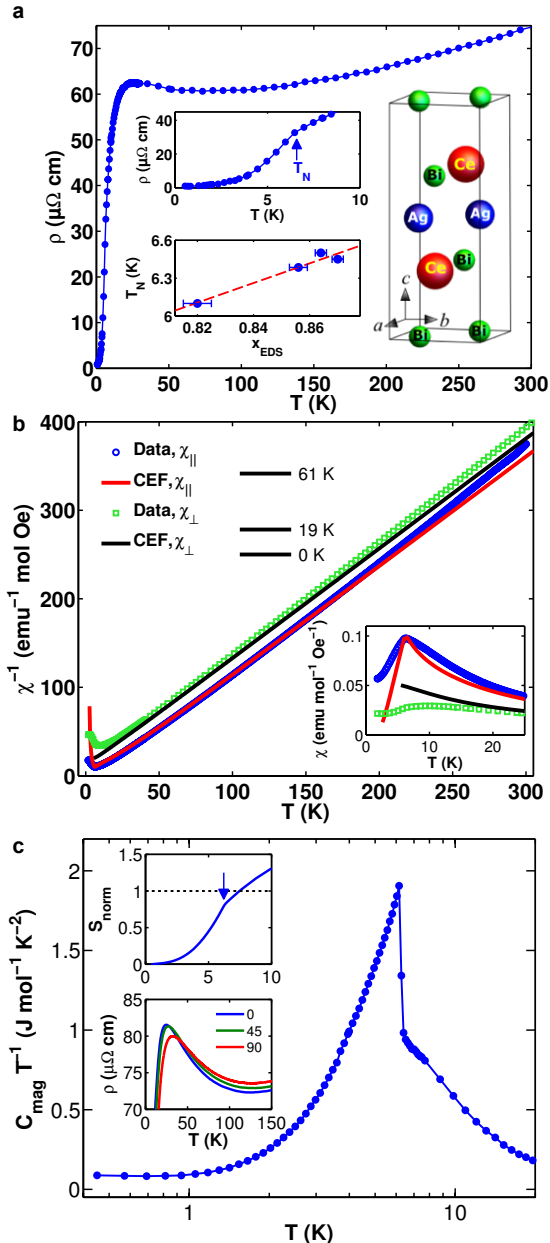 a
70
60
50
40
30
20
10
0
ρ (μΩ cm)
0 50 100 150 200 250 300
T (K)
40
20
0
ρ (μΩ cm)
T_N
0 5 10
T (K)
6.6
6.3
6
T_N (K)
0.82 0.84 0.86
x_EDS
Ce
Bi
Ag Ag
Ce Bi
c
a b
Bi Bi
b
400
300
200
100
0
χ⁻¹ (emu⁻¹ mol Oe)
Data, χ_||
CEF, χ_||
Data, χ_⊥
CEF, χ_⊥
61 K
19 K
0 K
0.1
0.05
0
χ (emu mol⁻¹ Oe⁻¹)
0 10 20
T (K)
0 50 100 150 200 250 300
T (K)
c
2
1.5
1
0.5
0
C_mag T⁻¹ (J mol⁻¹ K⁻²)
1.5
1
0.5
0
S_norm
0 5 10
85
80
75
70
ρ (μΩ cm)
0
45
90
0 50 100 150
T (K)
1 10
T (K)